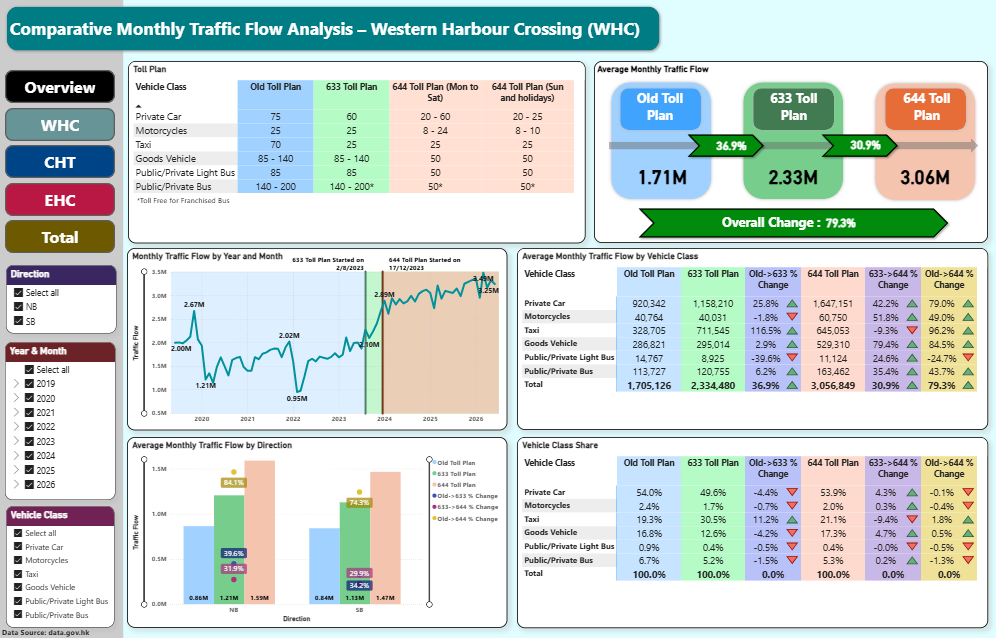 Comparative Monthly Traffic Flow Analysis – Western Harbour Crossing (WHC)
Overview
WHC
CHT
EHC
Total
Direction
Select all
NB
SB
Year & Month
Select all
2019
2020
2021
2022
2023
2024
2025
2026
Vehicle Class
Select all
Private Car
Motorcycles
Taxi
Goods Vehicle
Public/Private Light Bus
Public/Private Bus
Data Source: data.gov.hk
Toll Plan
Vehicle Class Old Toll Plan 633 Toll Plan 644 Toll Plan (Mon to Sat) 644 Toll Plan (Sun and holidays)
Private Car 75 60 20 - 60 20 - 25
Motorcycles 25 25 8 - 24 8 - 10
Taxi 70 25 25 25
Goods Vehicle 85 - 140 85 - 140 50 50
Public/Private Light Bus 85 85 50 50
Public/Private Bus 140 - 200 140 - 200* 50* 50*
*Toll Free for Franchised Bus
Average Monthly Traffic Flow
Old Toll Plan
633 Toll Plan
644 Toll Plan
36.9%
30.9%
1.71M
2.33M
3.06M
Overall Change : 79.3%
Monthly Traffic Flow by Year and Month
633 Toll Plan Started on 2/8/2023
644 Toll Plan Started on 17/12/2023
Traffic Flow
3.5M
3.0M
2.5M
2.0M
1.5M
1.0M
0.5M
2.00M
2.67M
1.21M
2.02M
0.95M
2.10M
2.89M
3.49M
3.25M
2020 2021 2022 2023 2024 2025 2026
Average Monthly Traffic Flow by Vehicle Class
Vehicle Class Old Toll Plan 633 Toll Plan Old->633 % Change 644 Toll Plan 633->644 % Change Old->644 % Change
Private Car 920,342 1,158,210 25.8% 1,647,151 42.2% 79.0%
Motorcycles 40,764 40,031 -1.8% 60,750 51.8% 49.0%
Taxi 328,705 711,545 116.5% 645,053 -9.3% 96.2%
Goods Vehicle 286,821 295,014 2.9% 529,310 79.4% 84.5%
Public/Private Light Bus 14,767 8,925 -39.6% 11,124 24.6% -24.7%
Public/Private Bus 113,727 120,755 6.2% 163,462 35.4% 43.7%
Total 1,705,126 2,334,480 36.9% 3,056,849 30.9% 79.3%
Average Monthly Traffic Flow by Direction
Traffic Flow
1.5M
1.0M
0.5M
0.0M
84.1%
39.6%
31.9%
0.86M 1.21M 1.59M
74.3%
29.9%
34.2%
0.84M 1.13M 1.47M
NB
SB
Direction
Old Toll Plan
633 Toll Plan
644 Toll Plan
Old->633 % Change
633->644 % Change
Old->644 % Change
Vehicle Class Share
Vehicle Class Old Toll Plan 633 Toll Plan Old->633 % Change 644 Toll Plan 633->644 % Change Old->644 % Change
Private Car 54.0% 49.6% -4.4% 53.9% 4.3% -0.1%
Motorcycles 2.4% 1.7% -0.7% 2.0% 0.3% -0.4%
Taxi 19.3% 30.5% 11.2% 21.1% -9.4% 1.8%
Goods Vehicle 16.8% 12.6% -4.2% 17.3% 4.7% 0.5%
Public/Private Light Bus 0.9% 0.4% -0.5% 0.4% -0.0% -0.5%
Public/Private Bus 6.7% 5.2% -1.5% 5.3% 0.2% -1.3%
Total 100.0% 100.0% 0.0% 100.0% 0.0% 0.0%